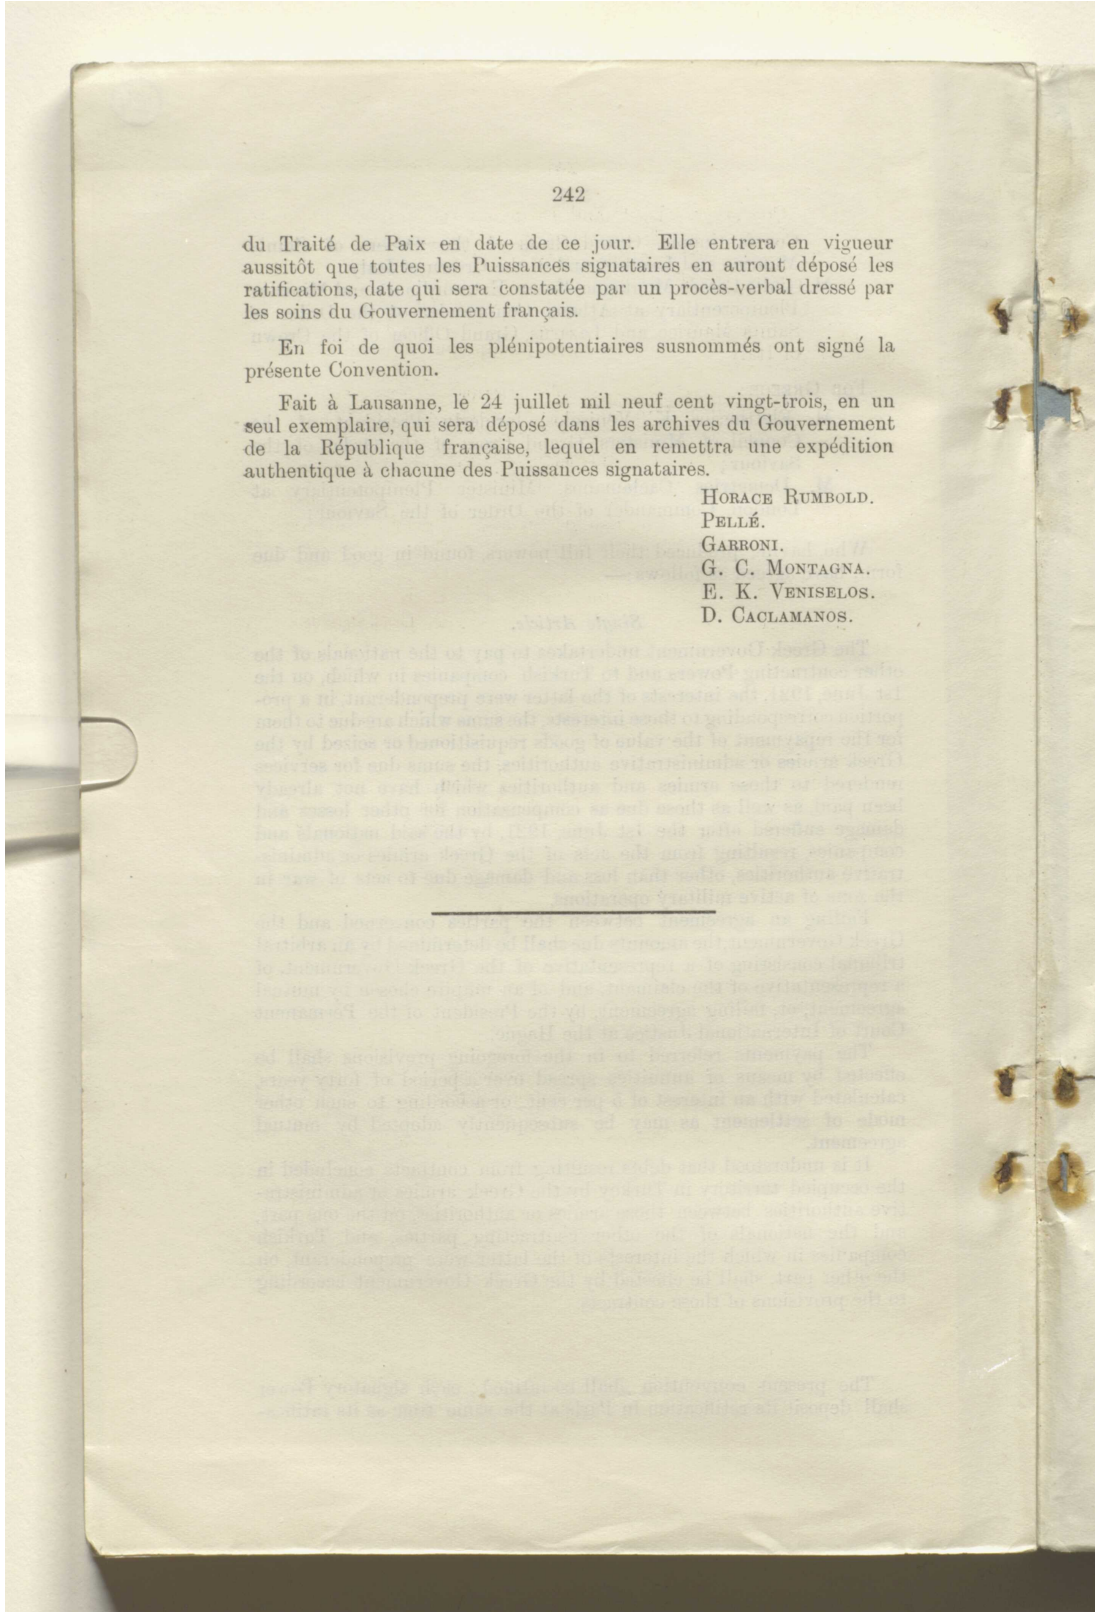 242
du Traité de Paix en date de ce jour. Elle entrera en vigueur
aussitôt que toutes les Puissances signataires en auront déposé les
ratifications, date qui sera constatée par un procès-verbal dressé par
les soins du Gouvernement français.
En foi de quoi les plénipotentiaires susnommés ont signé la
présente Convention.
Fait à Lausanne, le 24 juillet mil neuf cent vingt-trois, en un
seul exemplaire, qui sera déposé dans les archives du Gouvernement
de la République française, lequel en remettra une expédition
authentique à chacune des Puissances signataires.
HORACE RUMBOLD.
PELLÉ.
GARRONI.
G. C. MONTAGNA.
E. K. VENISELOS.
D. CACLAMANOS.